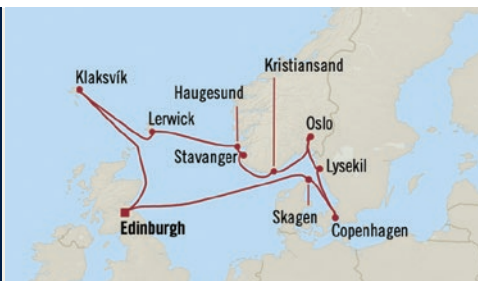 Klaksvík
Kristiansand
Haugesund
Lerwick
Oslo
Stavanger
Lysekil
Skagen
Edinburgh
Copenhagen